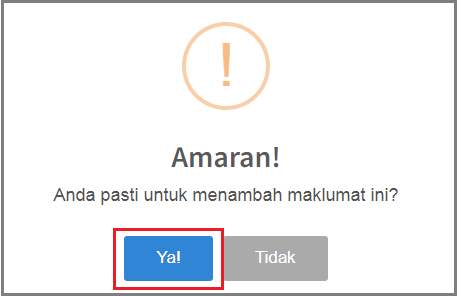 !
Amaran!
Anda pasti untuk menambah maklumat ini?
Ya!
Tidak